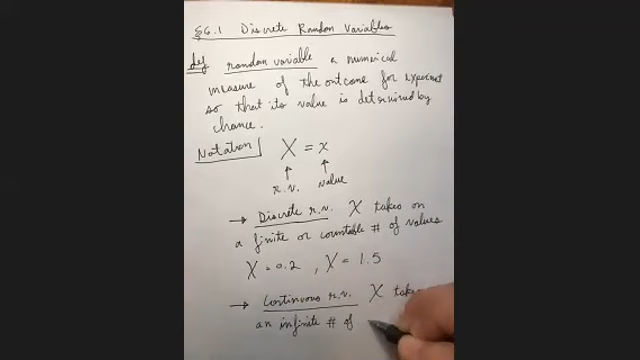 §6.1 Discrete Random Variables
def random variable a numerical
measure of the outcome for experiment
so that its value is determined by
chance.
Notation X = x
r.v. value
→ Discrete r.v. X takes on
a finite or countable # of values
X = 0.2 , X = 1.5
→ Continuous r.v. X takes
an infinite # of